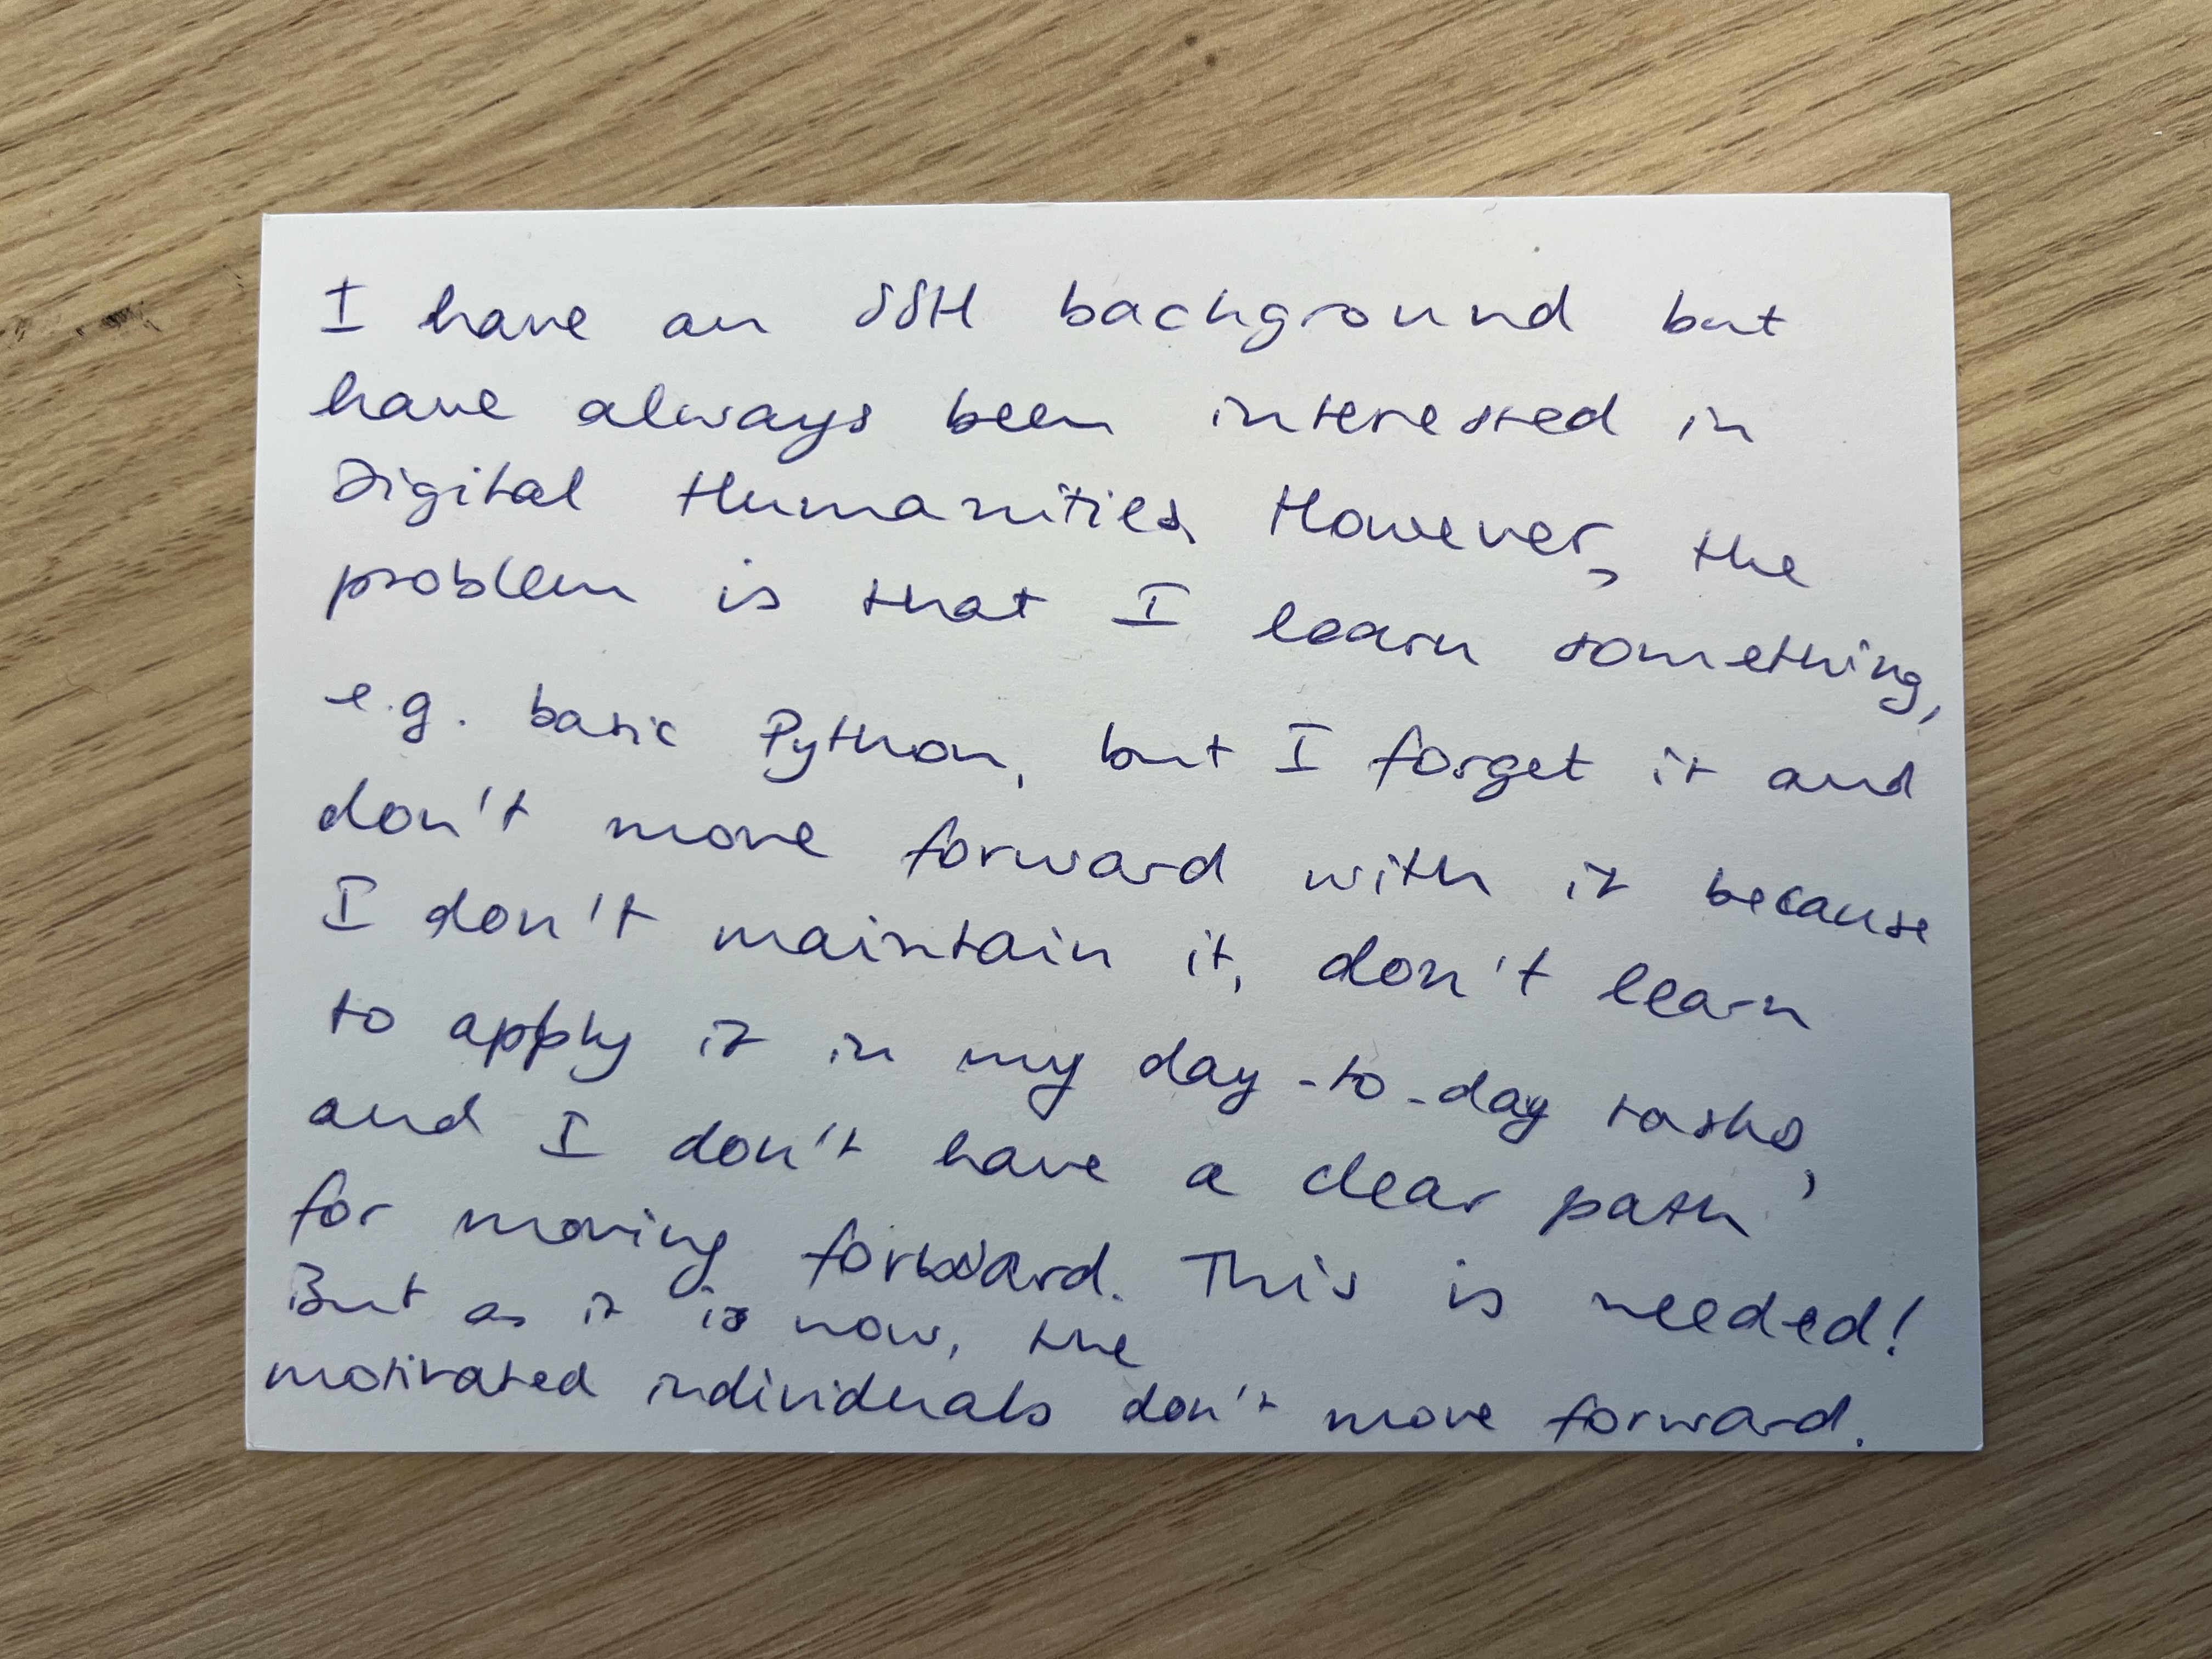 I have an SSH background but
have always been interested in
Digital Humanities. However, the
problem is that I learn something,
e.g. basic Python, but I forget it and
don't move forward with it because
I don't maintain it, don't learn
to apply it in my day-to-day tasks,
and I don't have a clear path
for moving forward. This is needed!
But as it is now, the
motivated individuals don't move forward.